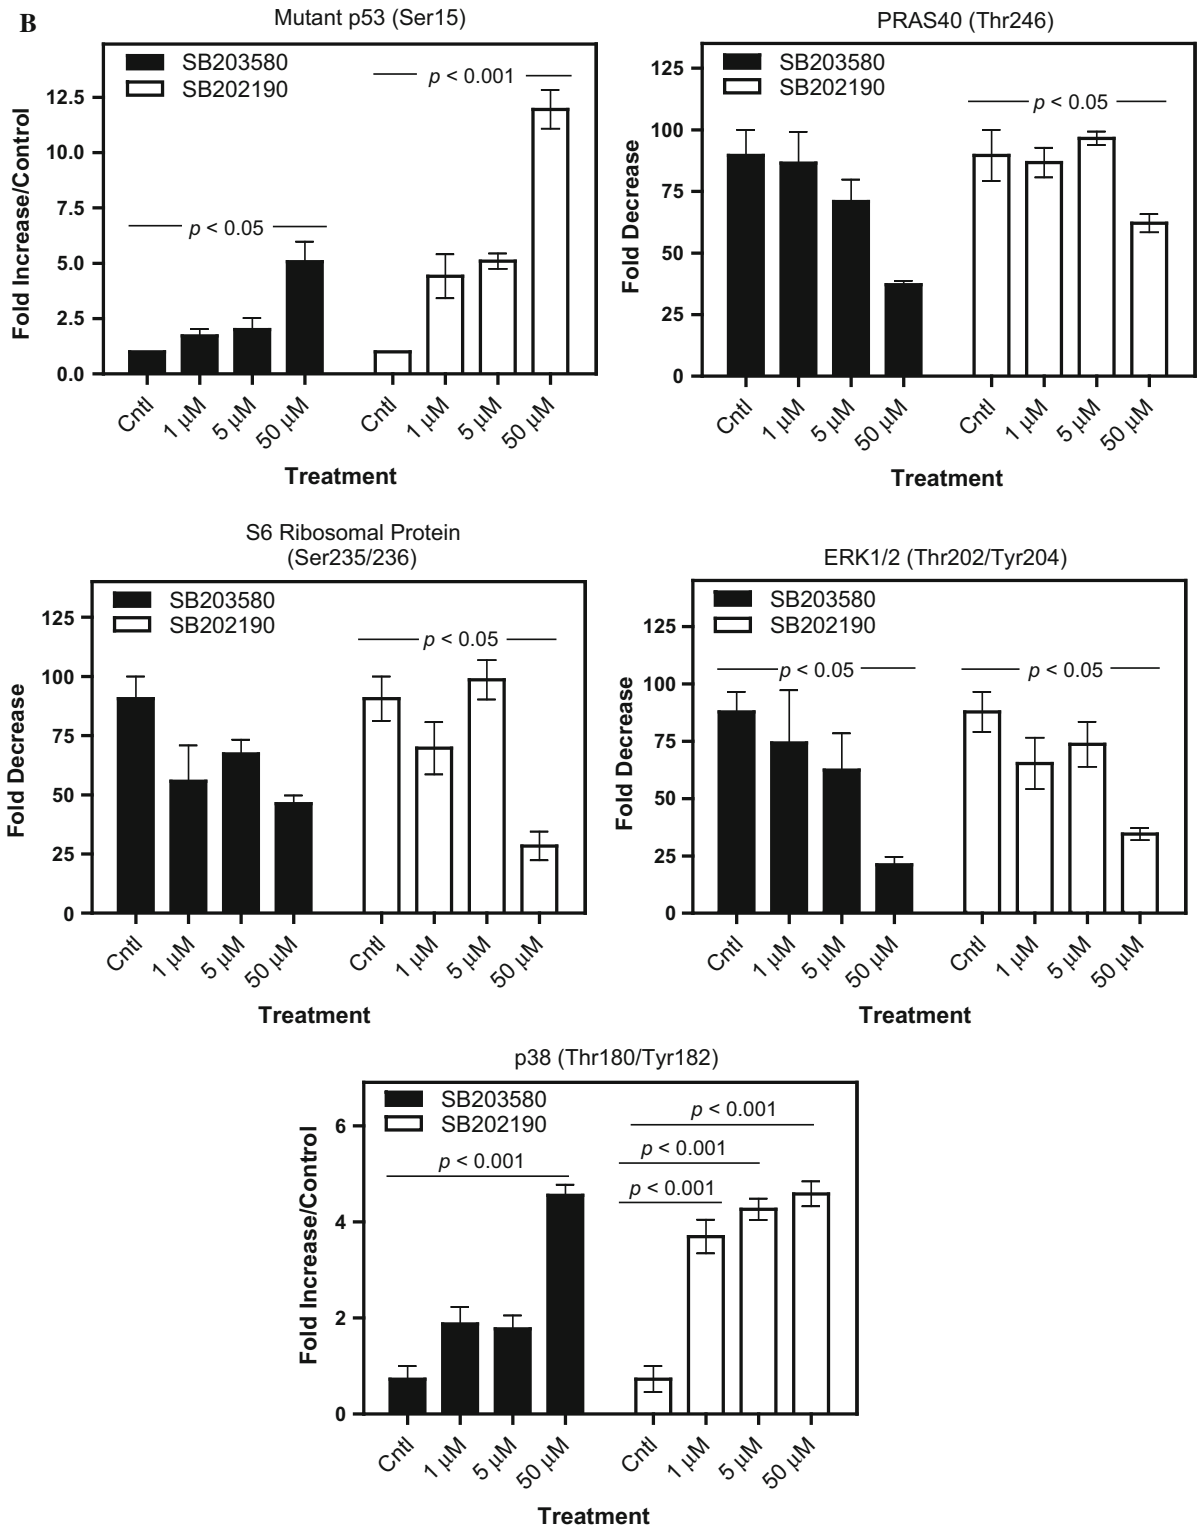 B
Mutant p53 (Ser15)
SB203580
SB202190
p < 0.001
p < 0.05
Fold Increase/Control
12.5
10.0
7.5
5.0
2.5
0.0
Cntl
1 µM
5 µM
50 µM
Cntl
1 µM
5 µM
50 µM
Treatment
PRAS40 (Thr246)
SB203580
SB202190
p < 0.05
Fold Decrease
125
100
75
50
25
0
Cntl
1 µM
5 µM
50 µM
Cntl
1 µM
5 µM
50 µM
Treatment
S6 Ribosomal Protein
(Ser235/236)
SB203580
SB202190
p < 0.05
Fold Decrease
125
100
75
50
25
0
Cntl
1 µM
5 µM
50 µM
Cntl
1 µM
5 µM
50 µM
Treatment
ERK1/2 (Thr202/Tyr204)
SB203580
SB202190
p < 0.05
p < 0.05
Fold Decrease
125
100
75
50
25
0
Cntl
1 µM
5 µM
50 µM
Cntl
1 µM
5 µM
50 µM
Treatment
p38 (Thr180/Tyr182)
SB203580
SB202190
p < 0.001
p < 0.001
p < 0.001
p < 0.001
Fold Increase/Control
6
4
2
0
Cntl
1 µM
5 µM
50 µM
Cntl
1 µM
5 µM
50 µM
Treatment